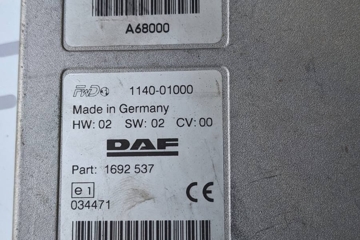 A68000
FWD 1140-01000
Made in Germany
HW: 02 SW: 02 CV: 00
DAF
Part: 1692 537
e1
034471
CE